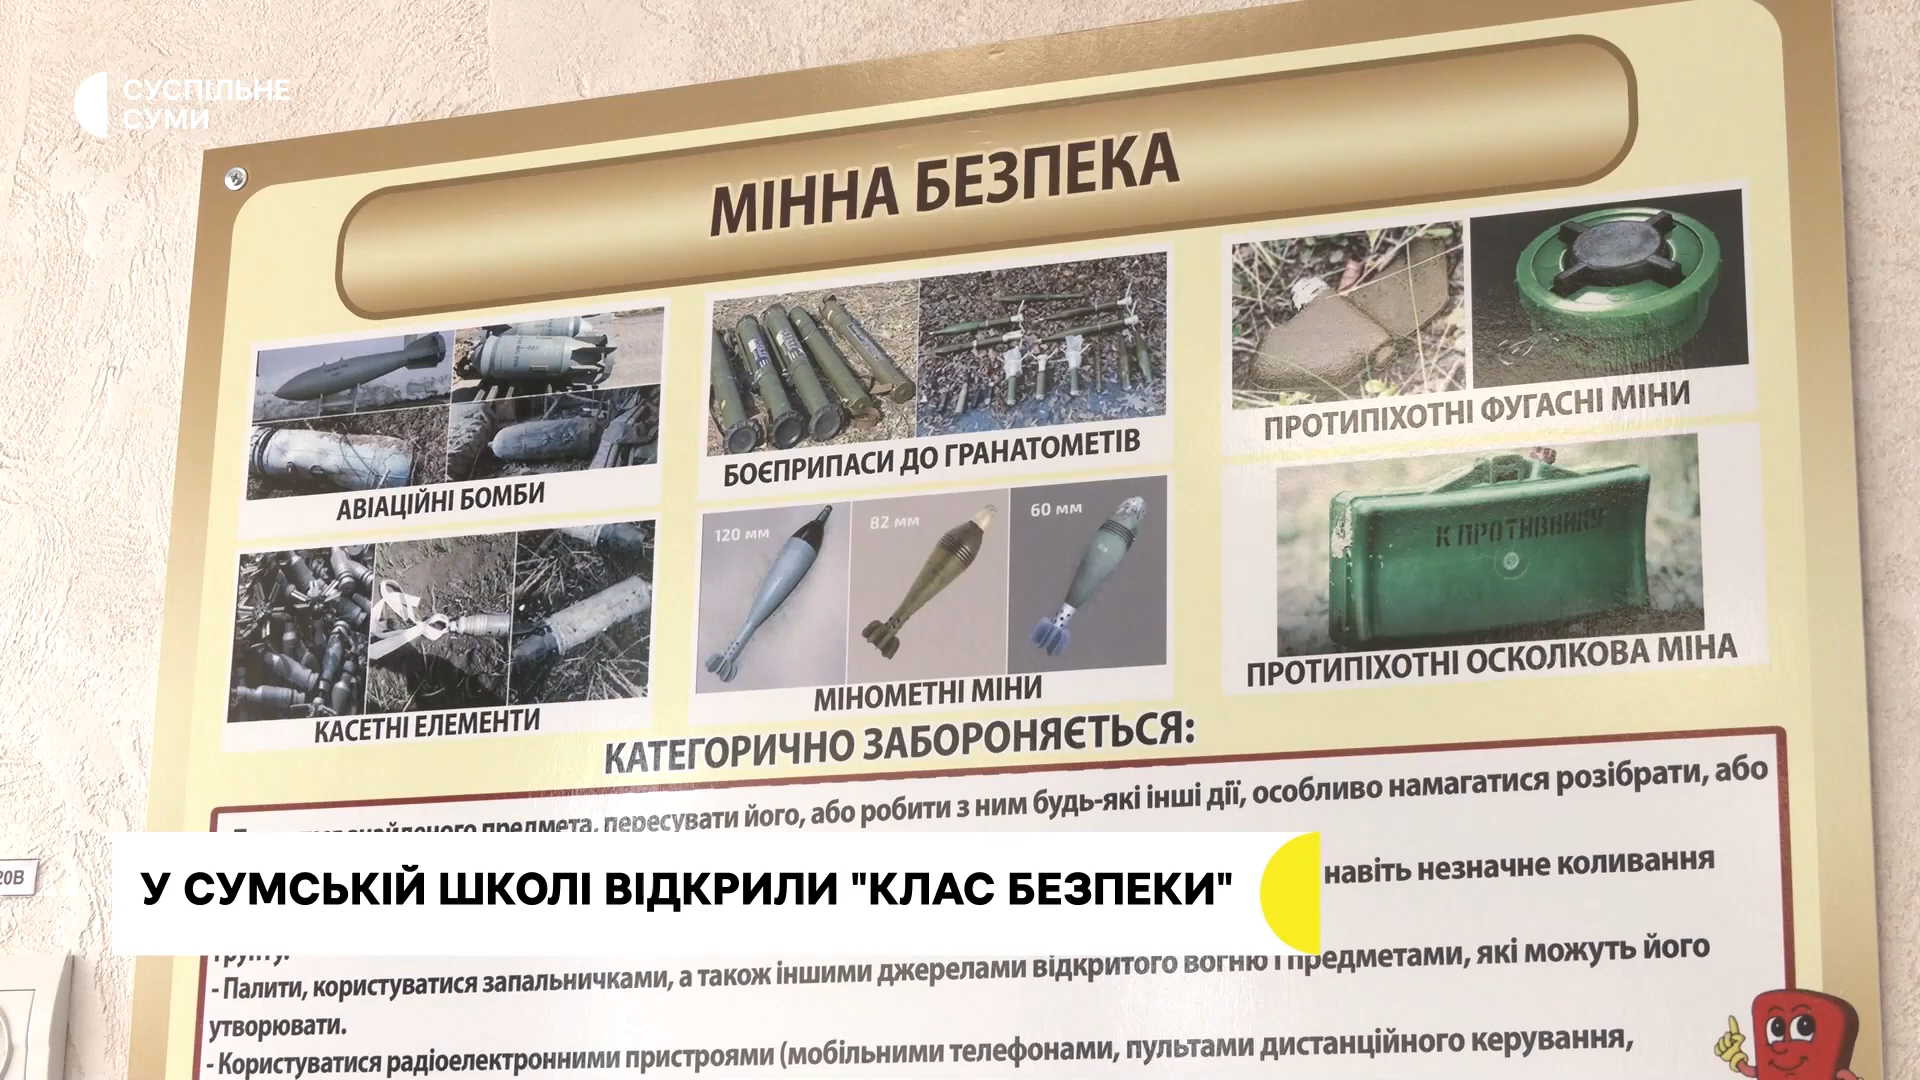 СУСПІЛЬНЕ
СУМИ
МІННА БЕЗПЕКА
АВІАЦІЙНІ БОМБИ
БОЄПРИПАСИ ДО ГРАНАТОМЕТІВ
ПРОТИПІХОТНІ ФУГАСНІ МІНИ
120 мм
82 мм
60 мм
К ПРОТИВНИКУ
КАСЕТНІ ЕЛЕМЕНТИ
МІНОМЕТНІ МІНИ
ПРОТИПІХОТНІ ОСКОЛКОВА МІНА
КАТЕГОРИЧНО ЗАБОРОНЯЄТЬСЯ:
предмета, пересувати його, або робити з ним будь-які інші дії, особливо намагатися розібрати, або
навіть незначне коливання
У СУМСЬКІЙ ШКОЛІ ВІДКРИЛИ "КЛАС БЕЗПЕКИ"
ґрунту.
- Палити, користуватися запальничками, а також іншими джерелами відкритого вогню і предметами, які можуть його
утворювати.
- Користуватися радіоелектронними пристроями (мобільними телефонами, пультами дистанційного керування,
20В